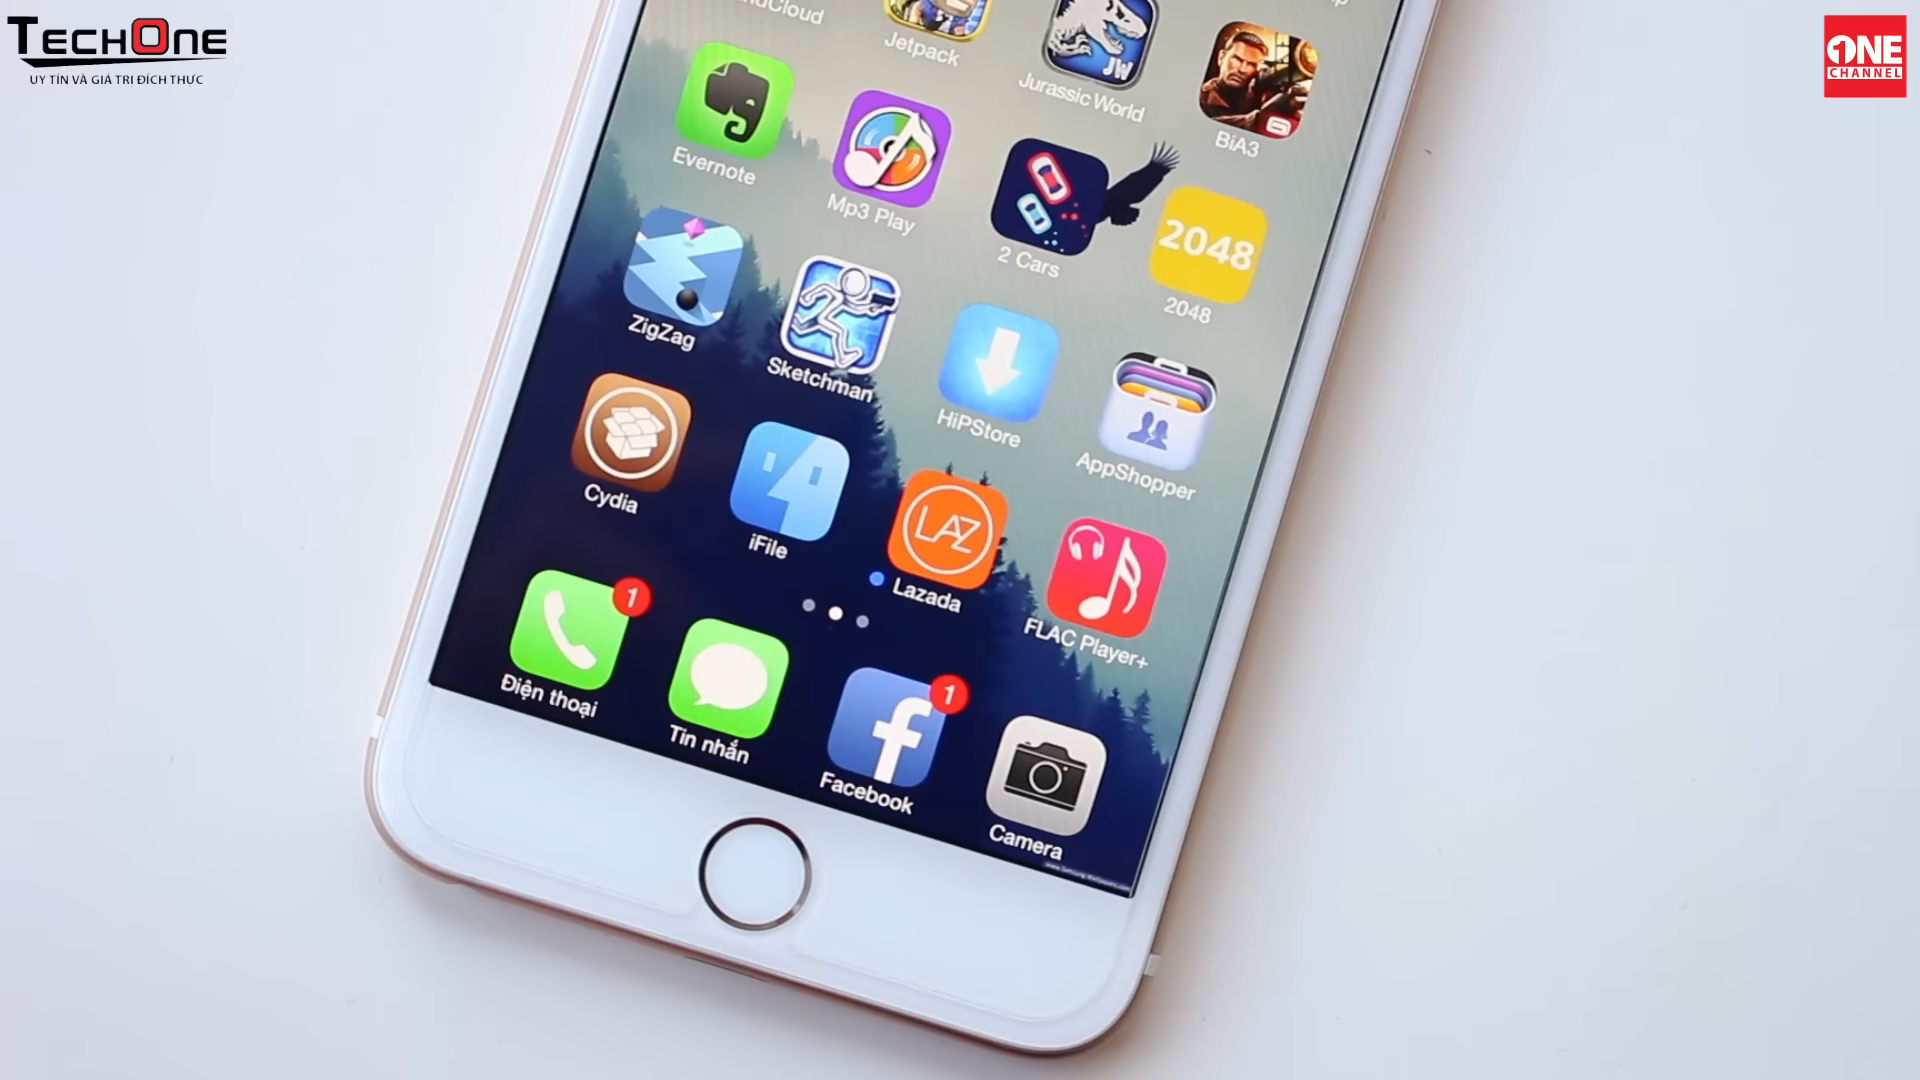 TECHONE
UY TÍN VÀ GIÁ TRỊ ĐÍCH THỰC
ONE
CHANNEL
Jetpack
Jurassic World
JW
BiA3
Evernote
Mp3 Play
2 Cars
2048
2048
ZigZag
Sketchman
HiPStore
AppShopper
Cydia
iFile
LAZ
Lazada
FLAC Player+
1
Điện thoại
Tin nhắn
1
Facebook
Camera